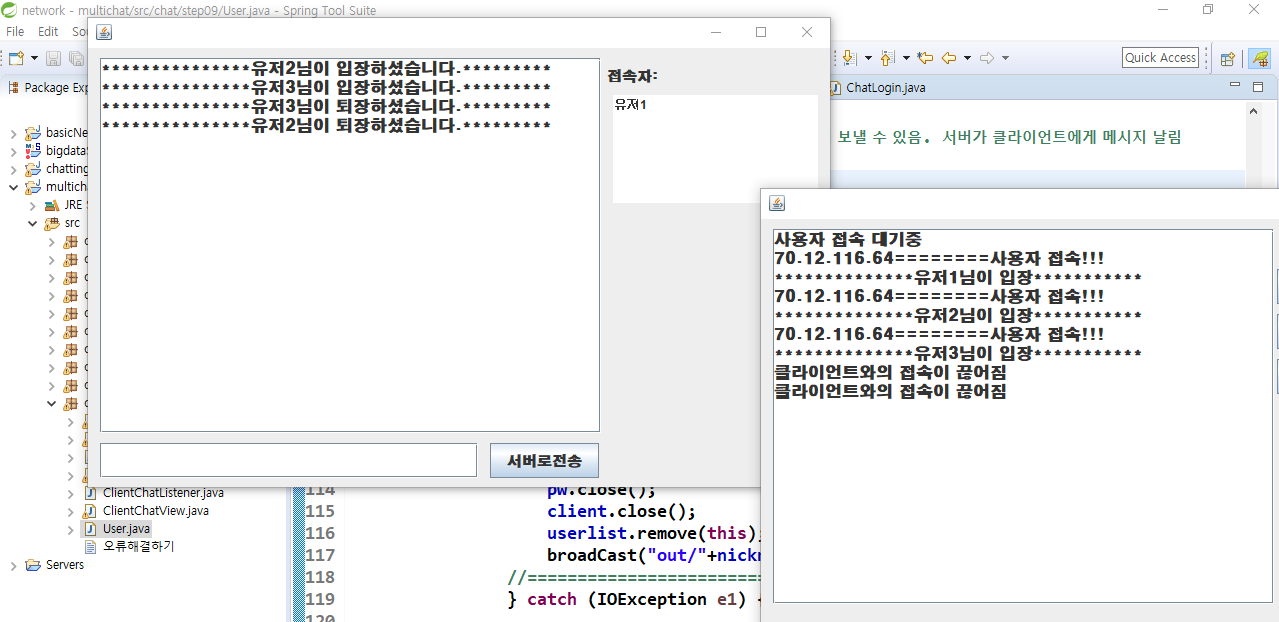 network - multichat/src/chat/step09/User.java - Spring Tool Suite
File Edit
Quick Access
Package
ChatLogin.java
***************유저2님이 입장하셨습니다.*********
***************유저3님이 입장하셨습니다.*********
***************유저3님이 퇴장하셨습니다.*********
***************유저2님이 퇴장하셨습니다.*********
접속자:
유저1
서버로전송
보낼 수 있음. 서버가 클라이언트에게 메시지 날림
사용자 접속 대기중
70.12.116.64========사용자 접속!!!
**************유저1님이 입장***********
70.12.116.64========사용자 접속!!!
**************유저2님이 입장***********
70.12.116.64========사용자 접속!!!
**************유저3님이 입장***********
클라이언트와의 접속이 끊어짐
클라이언트와의 접속이 끊어짐
JRE
src
ClientChatListener.java
ClientChatView.java
User.java
오류해결하기
Servers
114 pw.close();
115 client.close();
116 userlist.remove(this);
117 broadCast("out/"+nickn
118 //=======================
119 } catch (IOException e1) {
120